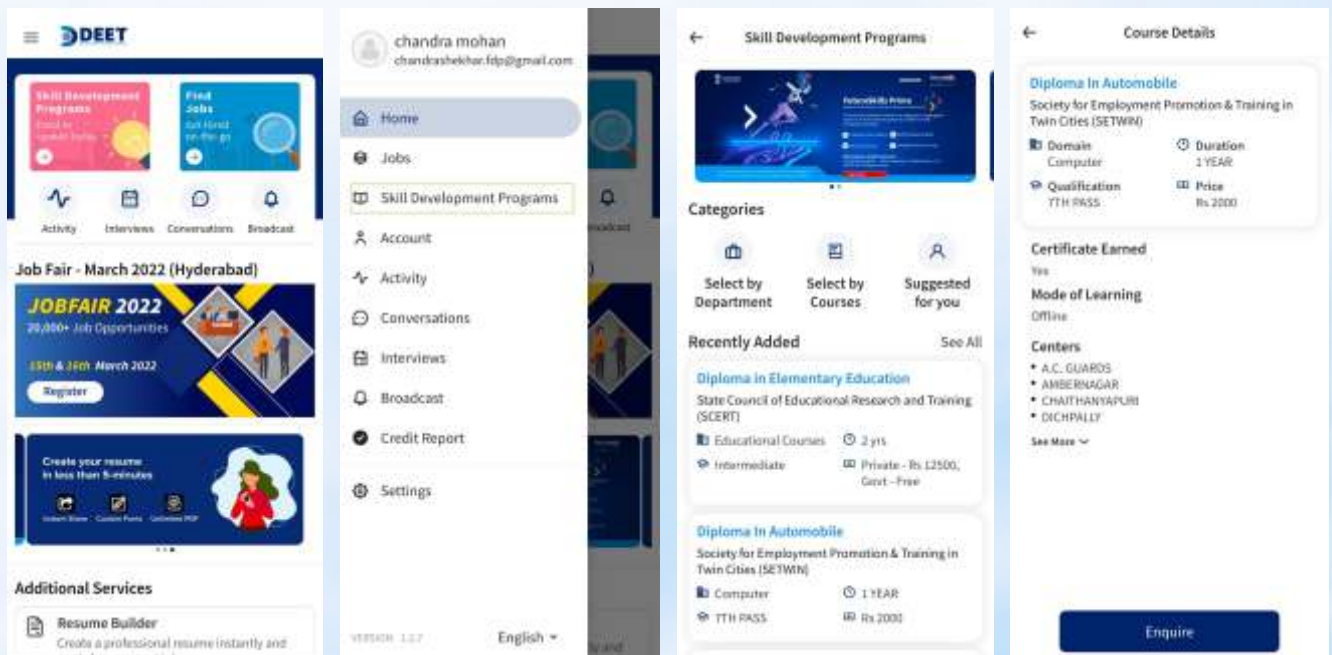 DEET
Skill Development
Programs
Find
Jobs
Get Hired
on the go
Activity
Interviews
Conversations
Broadcast
Job Fair - March 2022 (Hyderabad)
JOBFAIR 2022
20,000+ Job Opportunities
15th & 16th March 2022
Register
Create your resume
in less than 5-minutes
Additional Services
Resume Builder
Create a professional resume instantly and
chandra mohan
chandrashekhar.fdp@gmail.com
Home
Jobs
Skill Development Programs
Account
Activity
Conversations
Interviews
Broadcast
Credit Report
Settings
VERSION 1.2.7
English
Skill Development Programs
FutureSkills Prime
Categories
Select by
Department
Select by
Courses
Suggested
for you
Recently Added
See All
Diploma in Elementary Education
State Council of Educational Research and Training
(SCERT)
Educational Courses
2 yrs
Intermediate
Private - Rs 12500,
Govt - Free
Diploma In Automobile
Society for Employment Promotion & Training in
Twin Cities (SETWIN)
Computer
1 YEAR
7TH PASS
Rs 2000
Course Details
Diploma In Automobile
Society for Employment Promotion & Training in
Twin Cities (SETWIN)
Domain
Computer
Duration
1 YEAR
Qualification
7TH PASS
Price
Rs 2000
Certificate Earned
Yes
Mode of Learning
Offline
Centers
• A.C. GUARDS
• AMBERNAGAR
• CHAITHANYAPURI
• DICHPALLY
See More
Enquire